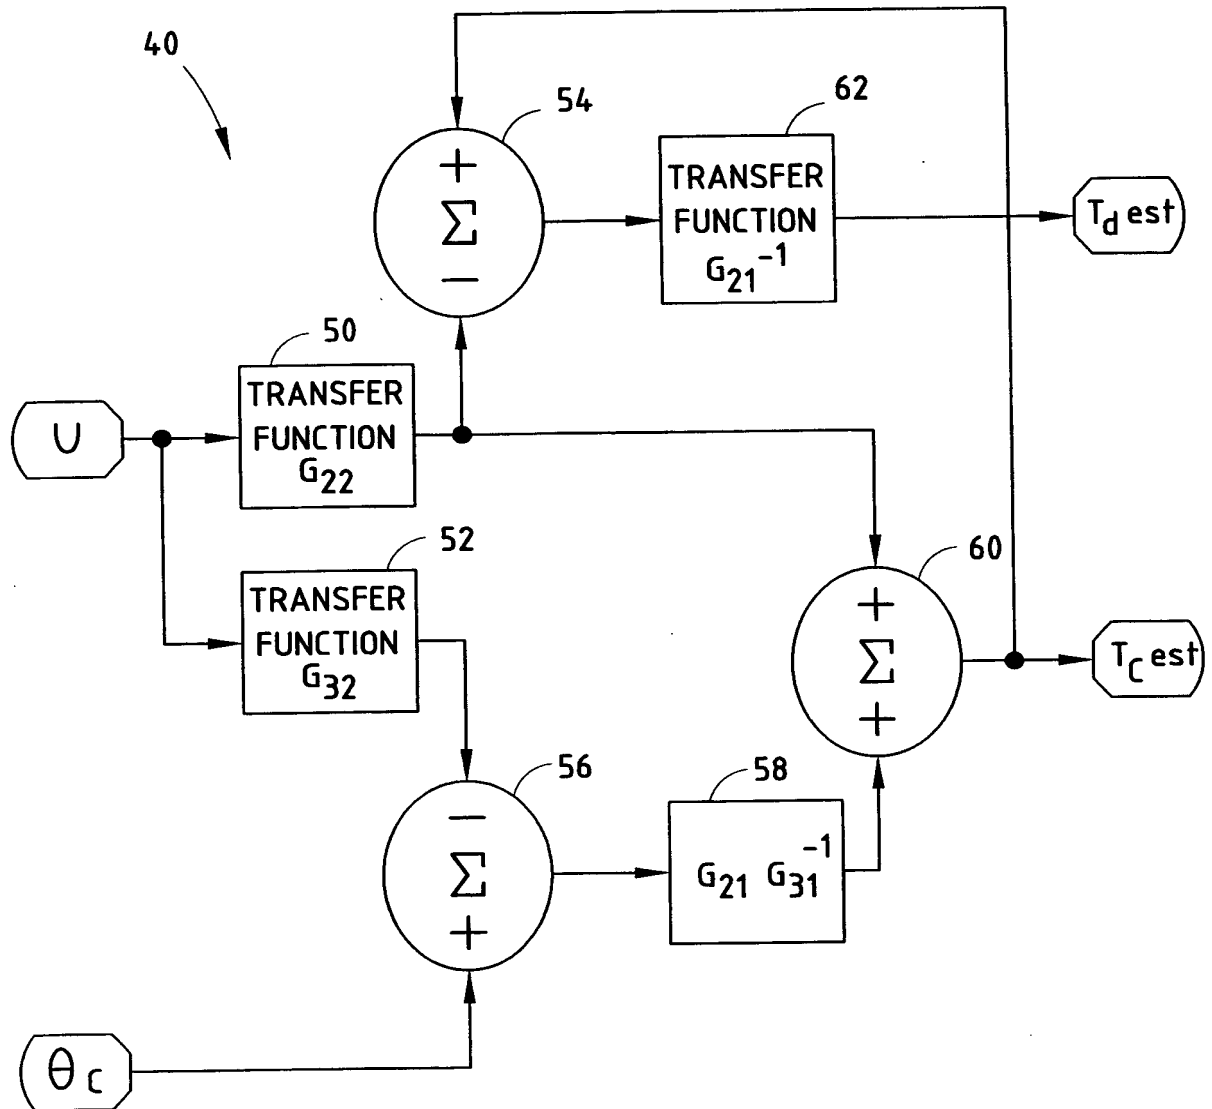 40
54
62
+
Σ
−
TRANSFER
FUNCTION
G21⁻¹
Td est
50
TRANSFER
FUNCTION
G22
U
52
TRANSFER
FUNCTION
G32
60
+
Σ
+
TC est
56
−
Σ
+
58
G21 G31⁻¹
θC